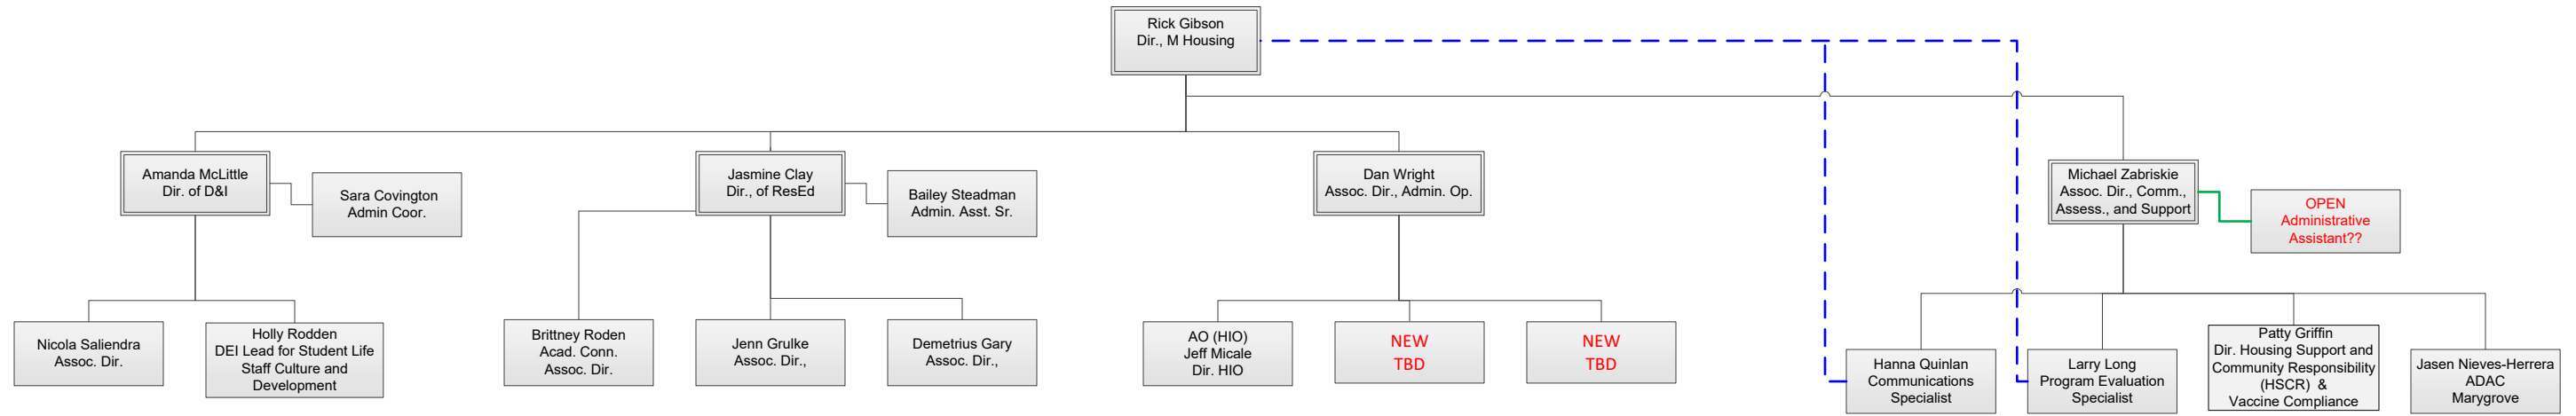 Rick Gibson
Dir., M Housing
Amanda McLittle
Dir. of D&I
Sara Covington
Admin Coor.
Jasmine Clay
Dir., of ResEd
Bailey Steadman
Admin. Asst. Sr.
Dan Wright
Assoc. Dir., Admin. Op.
Michael Zabriskie
Assoc. Dir., Comm.,
Assess., and Support
OPEN
Administrative
Assistant??
Nicola Saliendra
Assoc. Dir.
Holly Rodden
DEI Lead for Student Life
Staff Culture and
Development
Brittney Roden
Acad. Conn.
Assoc. Dir.
Jenn Grulke
Assoc. Dir.,
Demetrius Gary
Assoc. Dir.,
AO (HIO)
Jeff Micale
Dir. HIO
NEW
TBD
NEW
TBD
Hanna Quinlan
Communications
Specialist
Larry Long
Program Evaluation
Specialist
Patty Griffin
Dir. Housing Support and
Community Responsibility
(HSCR)  &
Vaccine Compliance
Jasen Nieves-Herrera
ADAC
Marygrove